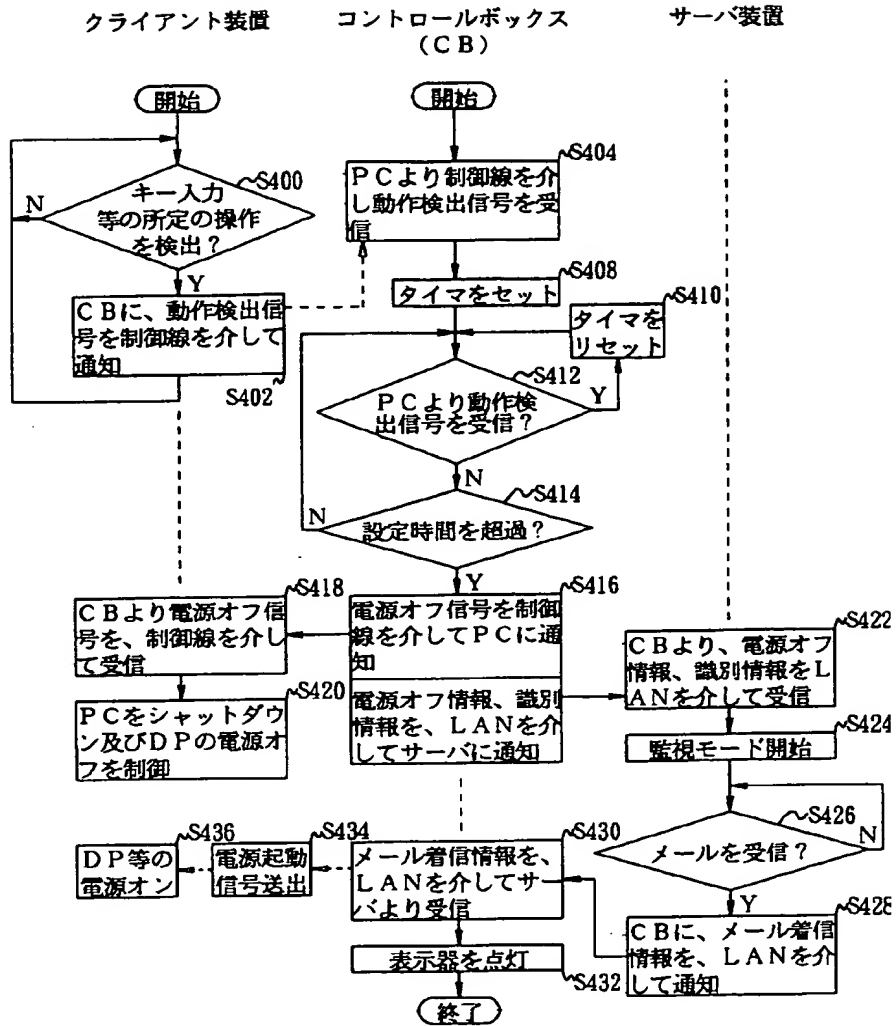 クライアント装置
コントロールボックス
（ＣＢ）
サーバ装置
開始
開始
S400
キー入力
等の所定の操作
を検出？
N
Y
ＣＢに、動作検出信
号を制御線を介して
通知
S402
S404
ＰＣより制御線を介
し動作検出信号を受
信
S408
タイマをセット
S410
タイマを
リセット
S412
ＰＣより動作検
出信号を受信？
Y
N
S414
設定時間を超過？
N
Y
S416
電源オフ信号を制御
線を介してＰＣに通
知
電源オフ情報、識別
情報を、ＬＡＮを介
してサーバに通知
S418
ＣＢより電源オフ信
号を、制御線を介し
て受信
S420
ＰＣをシャットダウ
ン及びＤＰの電源オ
フを制御
S422
ＣＢより、電源オフ
情報、識別情報をＬ
ＡＮを介して受信
S424
監視モード開始
S426
メールを受信？
N
Y
S428
ＣＢに、メール着信
情報を、ＬＡＮを介
して通知
S430
メール着信情報を、
ＬＡＮを介してサー
バより受信
S434
電源起動
信号送出
S436
ＤＰ等の
電源オン
表示器を点灯
S432
終了